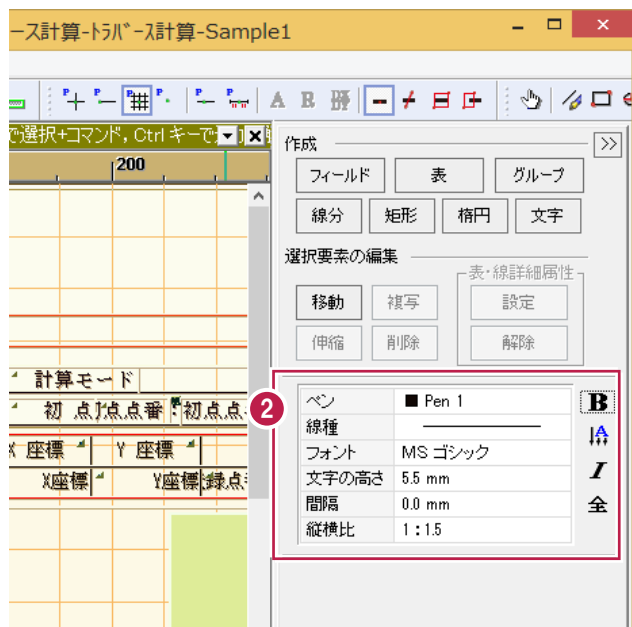 ース計算-トラバース計算-Sample1
で選択+コマンド, Ctrl キーで
200
計算モード
初 点
点点番
初点点
X 座標
Y 座標
X座標
Y座標
録点
作成
>>
フィールド 表 グループ
線分 矩形 楕円 文字
選択要素の編集
表・線詳細属性
移動 複写 設定
伸縮 削除 解除
2
ペン Pen 1
線種
フォント MS ゴシック
文字の高さ 5.5 mm
間隔 0.0 mm
縦横比 1：1.5
B
A
I
全